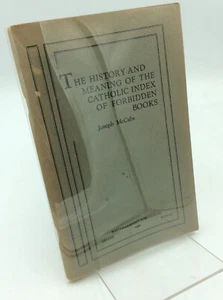 THE HISTORY AND
MEANING OF THE
CATHOLIC INDEX
OF FORBIDDEN
BOOKS
Joseph McCabe